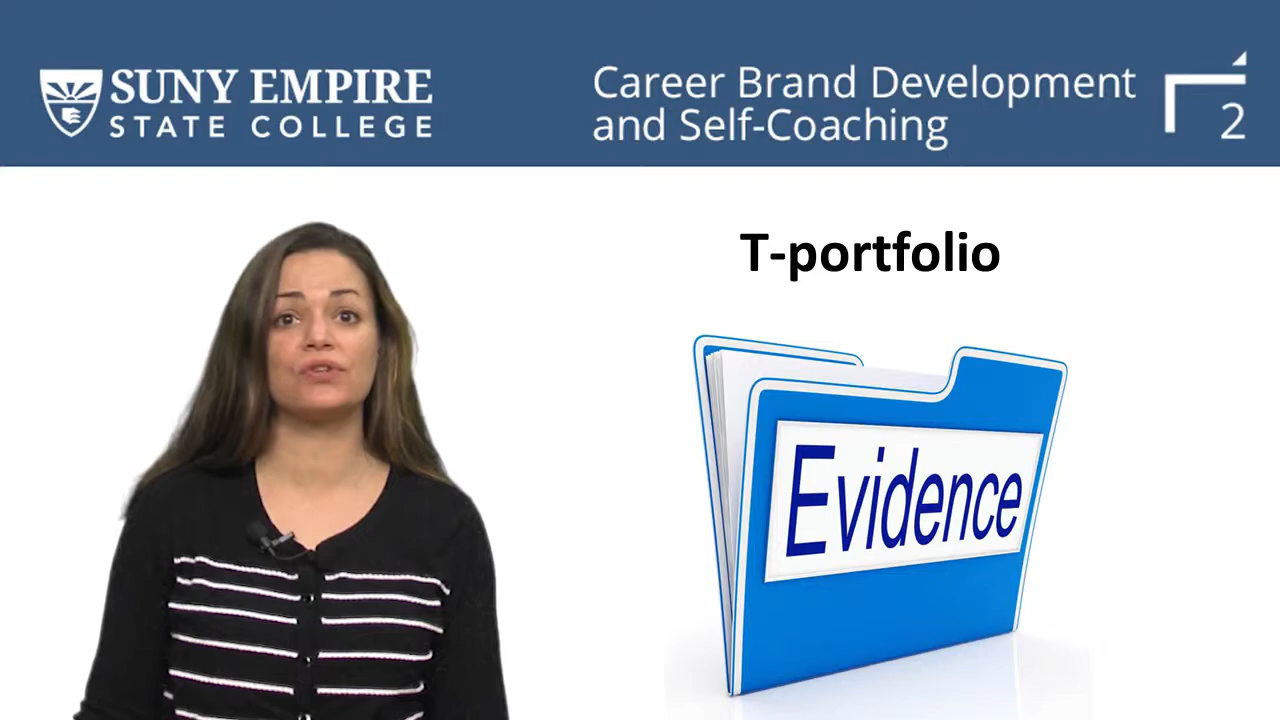 SUNY EMPIRE
STATE COLLEGE
Career Brand Development
and Self-Coaching
2
T-portfolio
Evidence